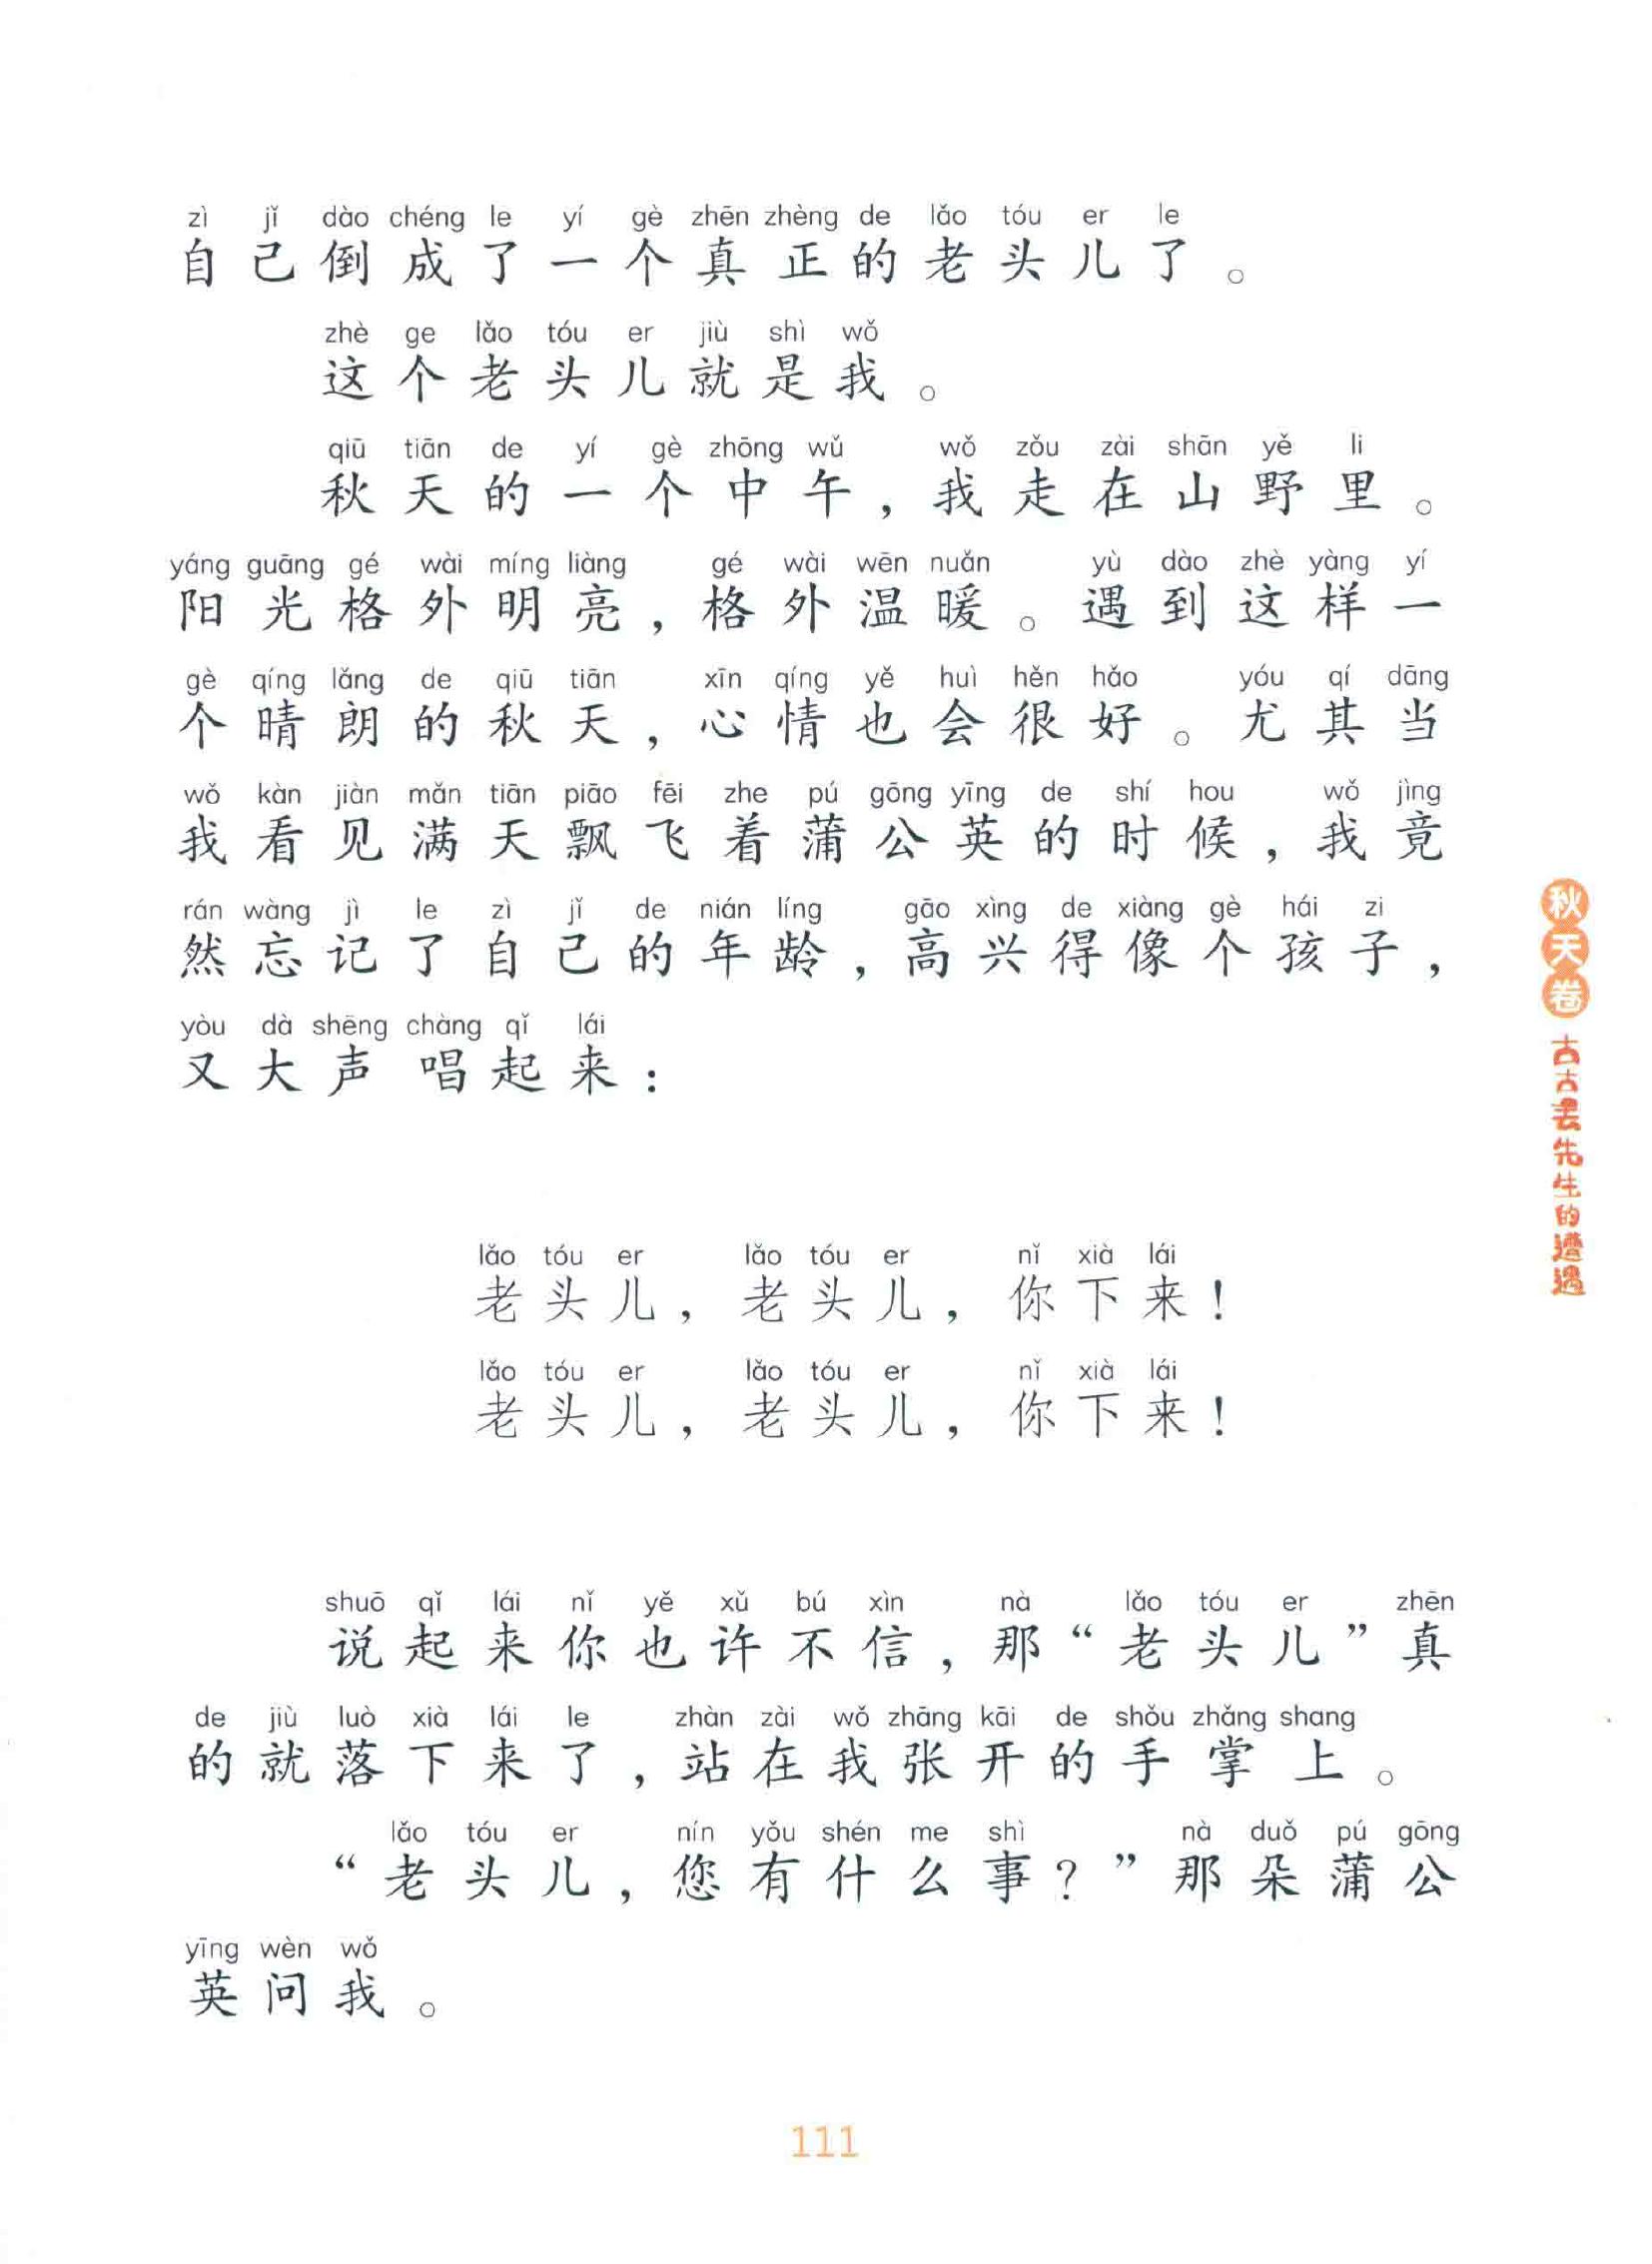 zì jǐ dào chéng le yí gè zhēn zhèng de lǎo tóu er le
自己倒成了一个真正的老头儿了。
zhè ge lǎo tóu er jiù shì wǒ
这个老头儿就是我。
qiū tiān de yí gè zhōng wǔ wǒ zǒu zài shān yě li
秋天的一个中午，我走在山野里。
yáng guāng gé wài míng liàng gé wài wēn nuǎn yù dào zhè yàng yí
阳光格外明亮，格外温暖。遇到这样一
gè qíng lǎng de qiū tiān xīn qíng yě huì hěn hǎo yóu qí dāng
个晴朗的秋天，心情也会很好。尤其当
wǒ kàn jiàn mǎn tiān piāo fēi zhe pú gōng yīng de shí hou wǒ jìng
我看见满天飘飞着蒲公英的时候，我竟
rán wàng jì le zì jǐ de nián líng gāo xìng de xiàng gè hái zi
然忘记了自己的年龄，高兴得像个孩子，
yòu dà shēng chàng qǐ lái
又大声唱起来：
lǎo tóu er lǎo tóu er nǐ xià lái
老头儿，老头儿，你下来！
lǎo tóu er lǎo tóu er nǐ xià lái
老头儿，老头儿，你下来！
shuō qǐ lái nǐ yě xǔ bú xìn nà lǎo tóu er zhēn
说起来你也许不信，那“老头儿”真
de jiù luò xià lái le zhàn zài wǒ zhāng kāi de shǒu zhǎng shang
的就落下来了，站在我张开的手掌上。
lǎo tóu er nín yǒu shén me shì nà duǒ pú gōng
“老头儿，您有什么事？”那朵蒲公
yīng wèn wǒ
英问我。
秋天卷
古古丢先生的遭遇
111